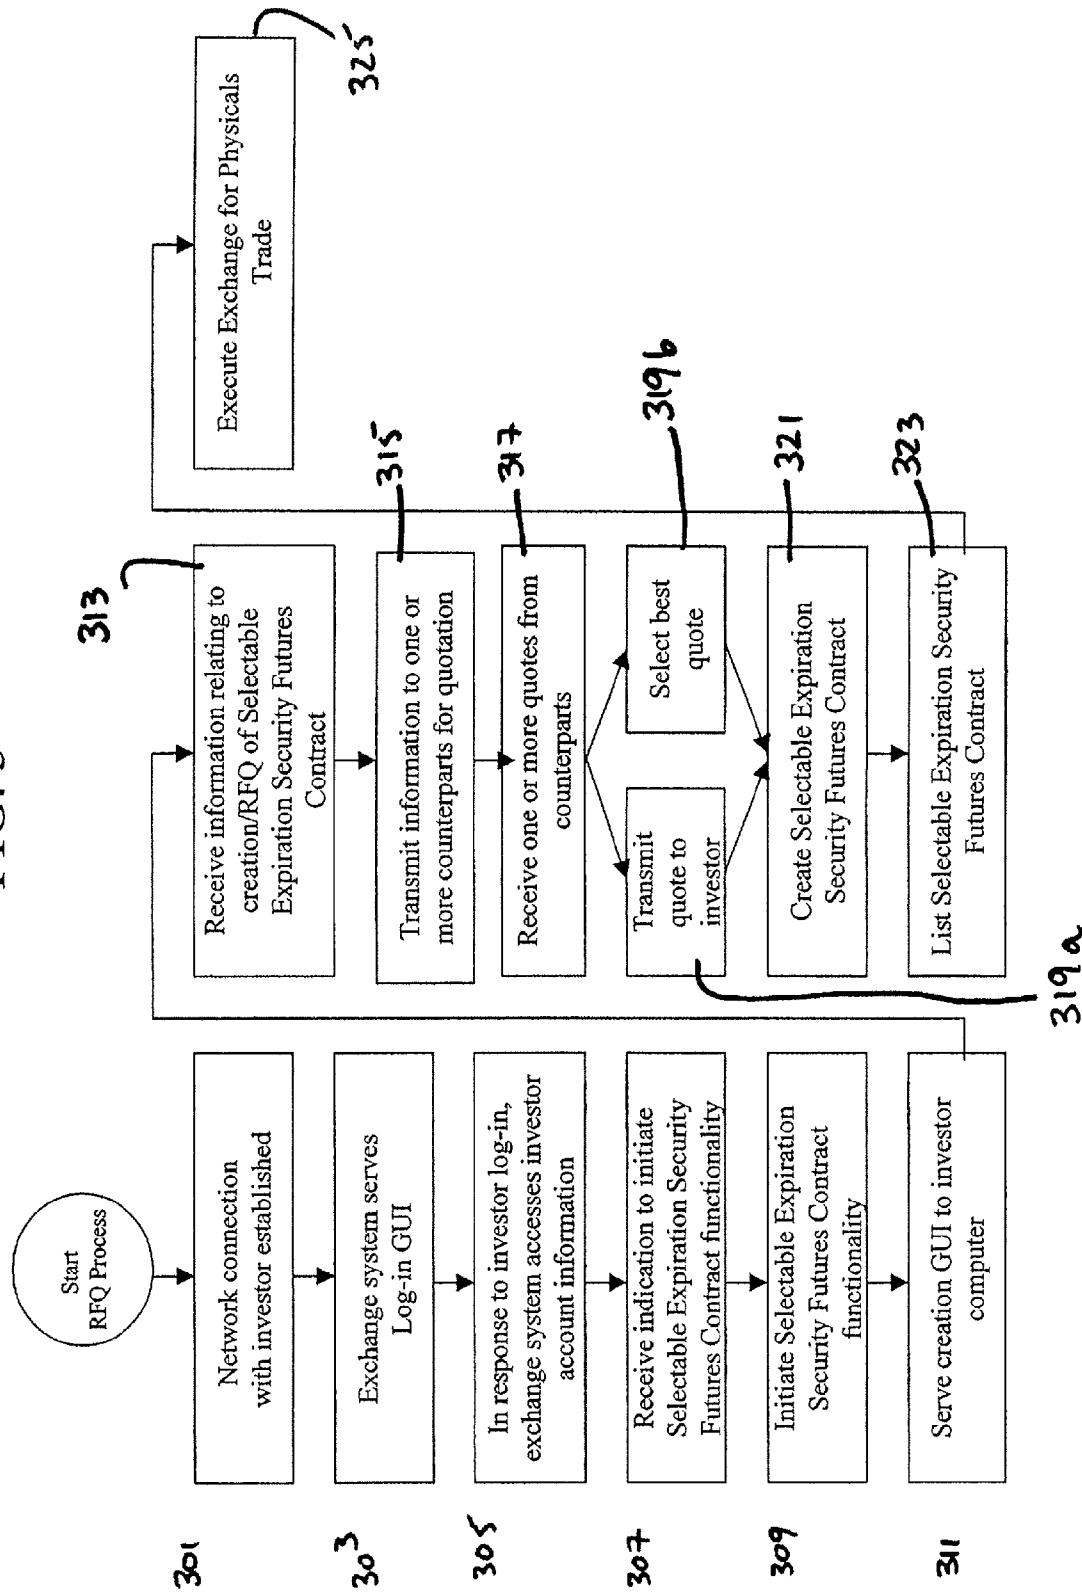 Start
RFQ Process
301
Network connection
with investor established
303
Exchange system serves
Log-in GUI
305
In response to investor log-in,
exchange system accesses investor
account information
307
Receive indication to initiate
Selectable Expiration Security
Futures Contract functionality
309
Initiate Selectable Expiration
Security Futures Contract
functionality
311
Serve creation GUI to investor
computer
313
Receive information relating to
creation/RFQ of Selectable
Expiration Security Futures
Contract
315
Transmit information to one or
more counterparts for quotation
317
Receive one or more quotes from
counterparts
319a
Transmit
quote to
investor
319b
Select best
quote
321
Create Selectable Expiration
Security Futures Contract
323
List Selectable Expiration Security
Futures Contract
325
Execute Exchange for Physicals
Trade